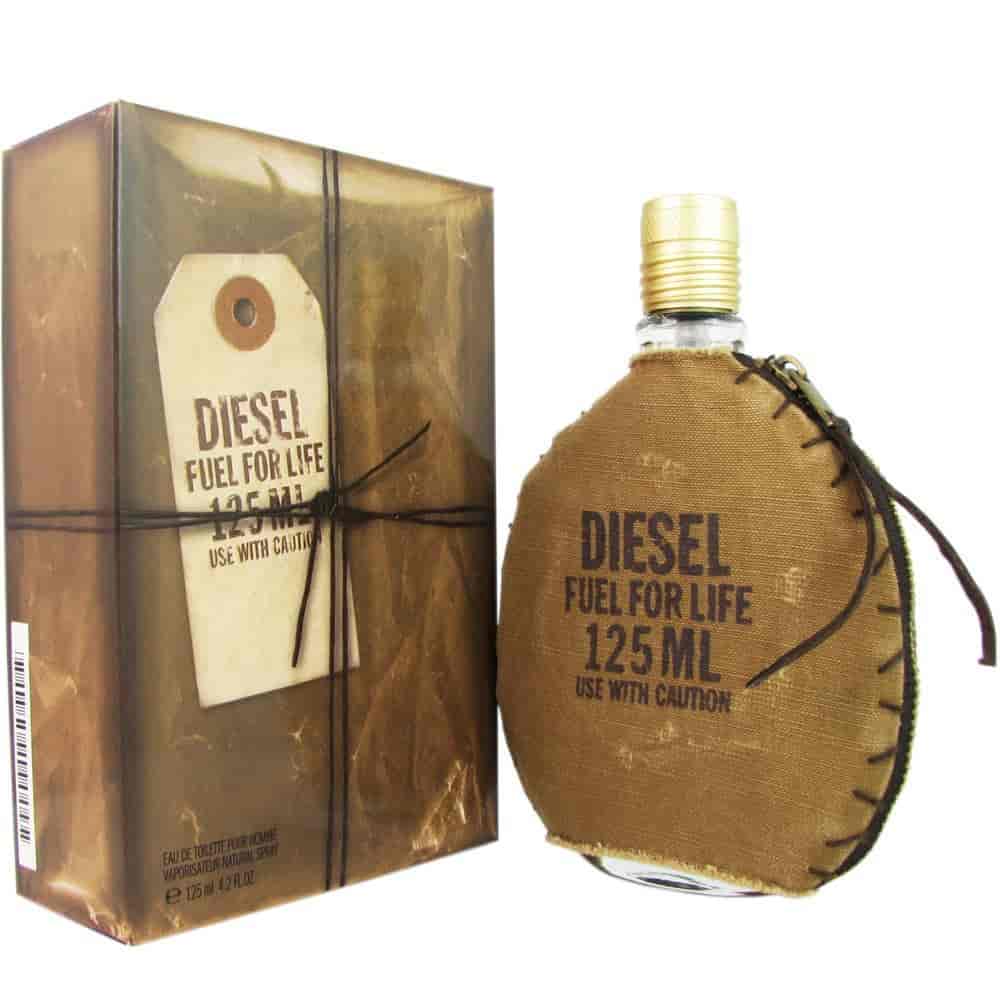 DIESEL
FUEL FOR LIFE
125 ML
USE WITH CAUTION
EAU DE TOILETTE POUR HOMME
VAPORISATEUR NATURAL SPRAY
℮ 125 ml 4.2 FL.OZ
DIESEL
FUEL FOR LIFE
125 ML
USE WITH CAUTION